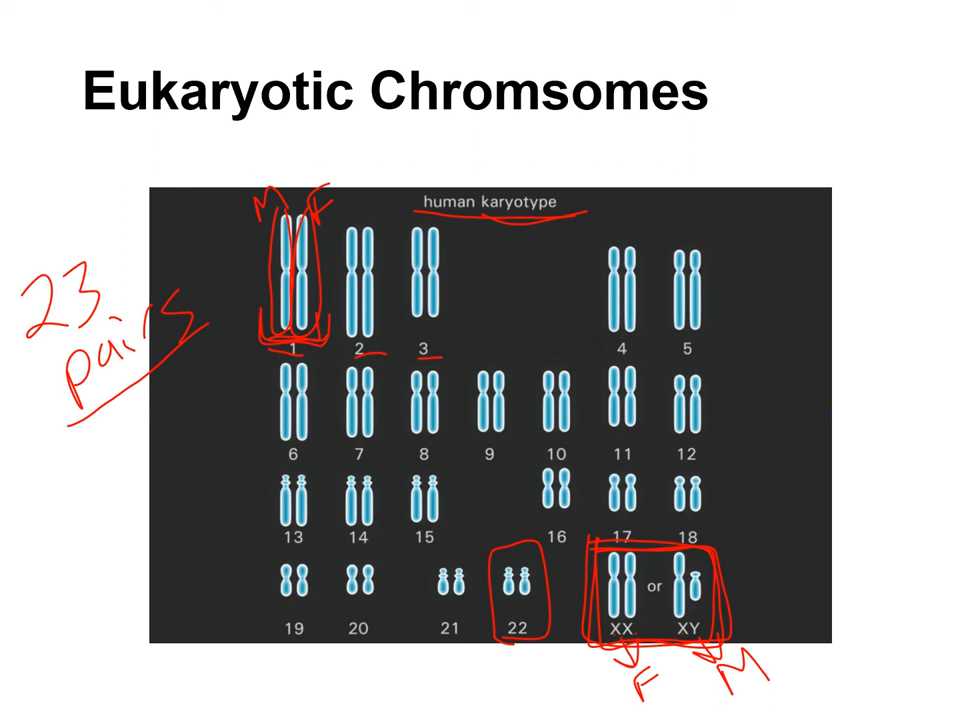 Eukaryotic Chromsomes
M F
human karyotype
23
pairs
1 2 3 4 5
6 7 8 9 10 11 12
13 14 15 16 17 18
or
19 20 21 22 XX XY
F M